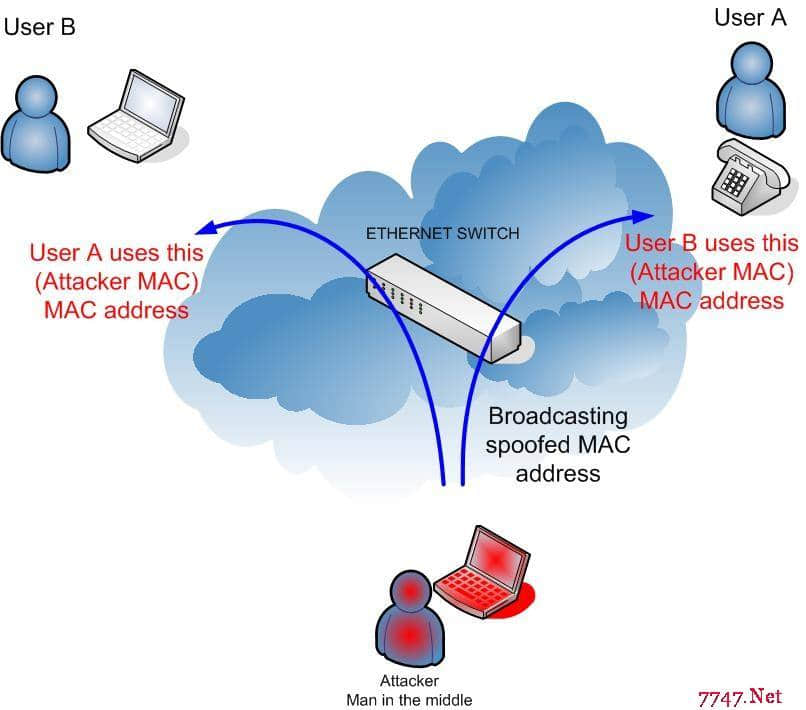 User B
User A
ETHERNET SWITCH
User A uses this
(Attacker MAC)
MAC address
User B uses this
(Attacker MAC)
MAC address
Broadcasting
spoofed MAC
address
Attacker
Man in the middle
7747.Net